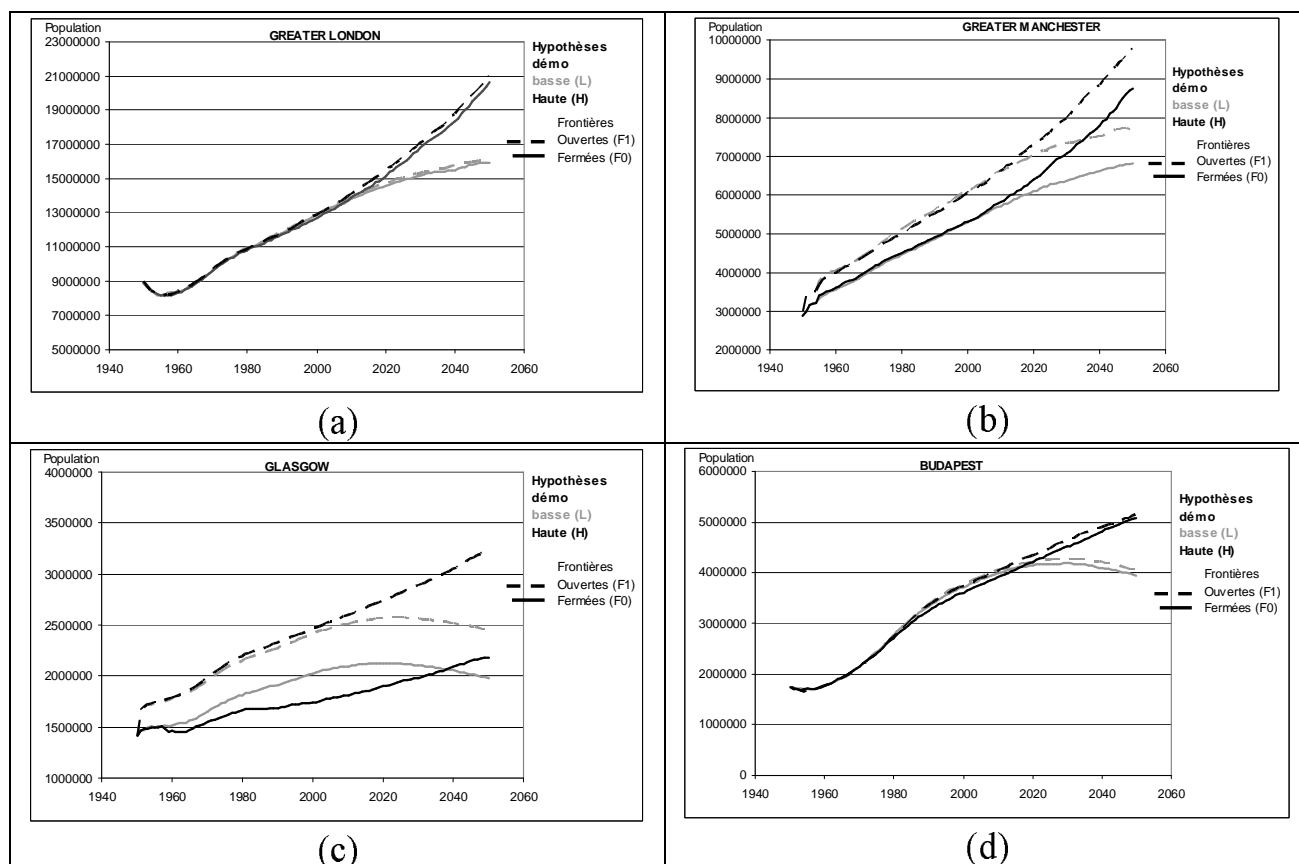 Population
GREATER LONDON
23000000
21000000
19000000
17000000
15000000
13000000
11000000
9000000
7000000
5000000
1940 1960 1980 2000 2020 2040 2060
Hypothèses
démo
basse (L)
Haute (H)
Frontières
Ouvertes (F1)
Fermées (F0)
(a)
Population
GREATER MANCHESTER
10000000
9000000
8000000
7000000
6000000
5000000
4000000
3000000
2000000
1940 1960 1980 2000 2020 2040 2060
Hypothèses
démo
basse (L)
Haute (H)
Frontières
Ouvertes (F1)
Fermées (F0)
(b)
Population
GLASGOW
4000000
3500000
3000000
2500000
2000000
1500000
1000000
1940 1960 1980 2000 2020 2040 2060
Hypothèses
démo
basse (L)
Haute (H)
Frontières
Ouvertes (F1)
Fermées (F0)
(c)
Population
BUDAPEST
6000000
5000000
4000000
3000000
2000000
1000000
0
1940 1960 1980 2000 2020 2040 2060
Hypothèses
démo
basse (L)
Haute (H)
Frontières
Ouvertes (F1)
Fermées (F0)
(d)